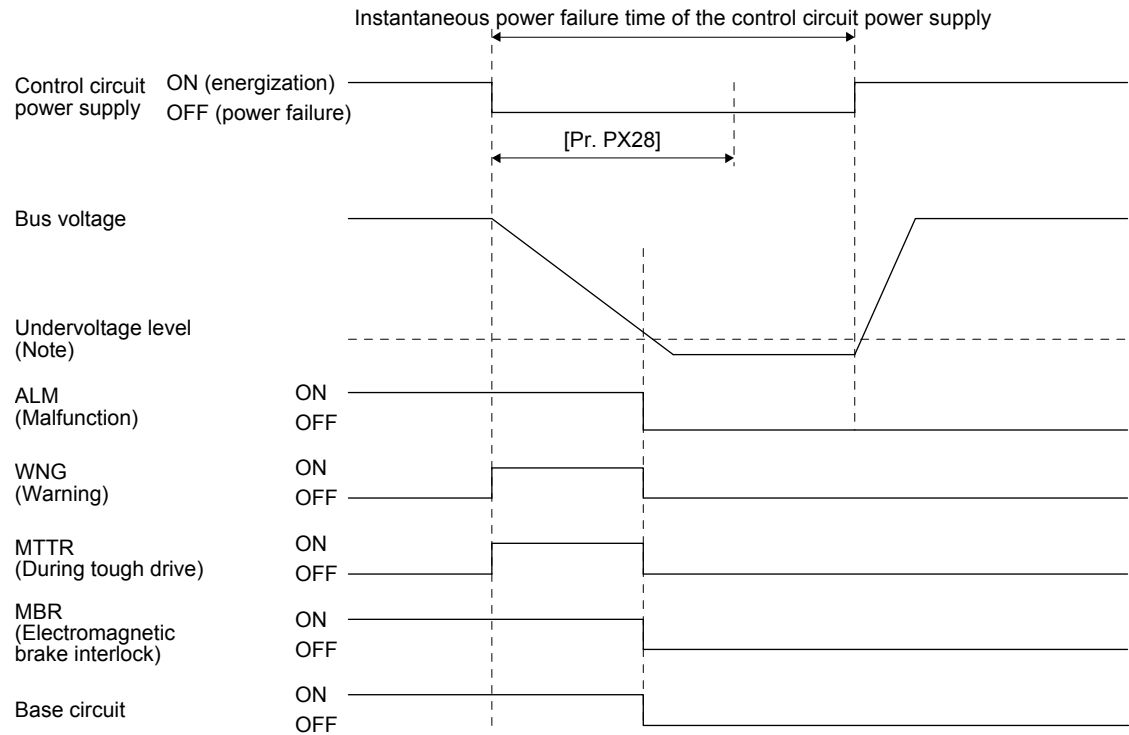 Instantaneous power failure time of the control circuit power supply
Control circuit
power supply
ON (energization)
OFF (power failure)
[Pr. PX28]
Bus voltage
Undervoltage level
(Note)
ALM
(Malfunction)
ON
OFF
WNG
(Warning)
ON
OFF
MTTR
(During tough drive)
ON
OFF
MBR
(Electromagnetic
brake interlock)
ON
OFF
Base circuit
ON
OFF